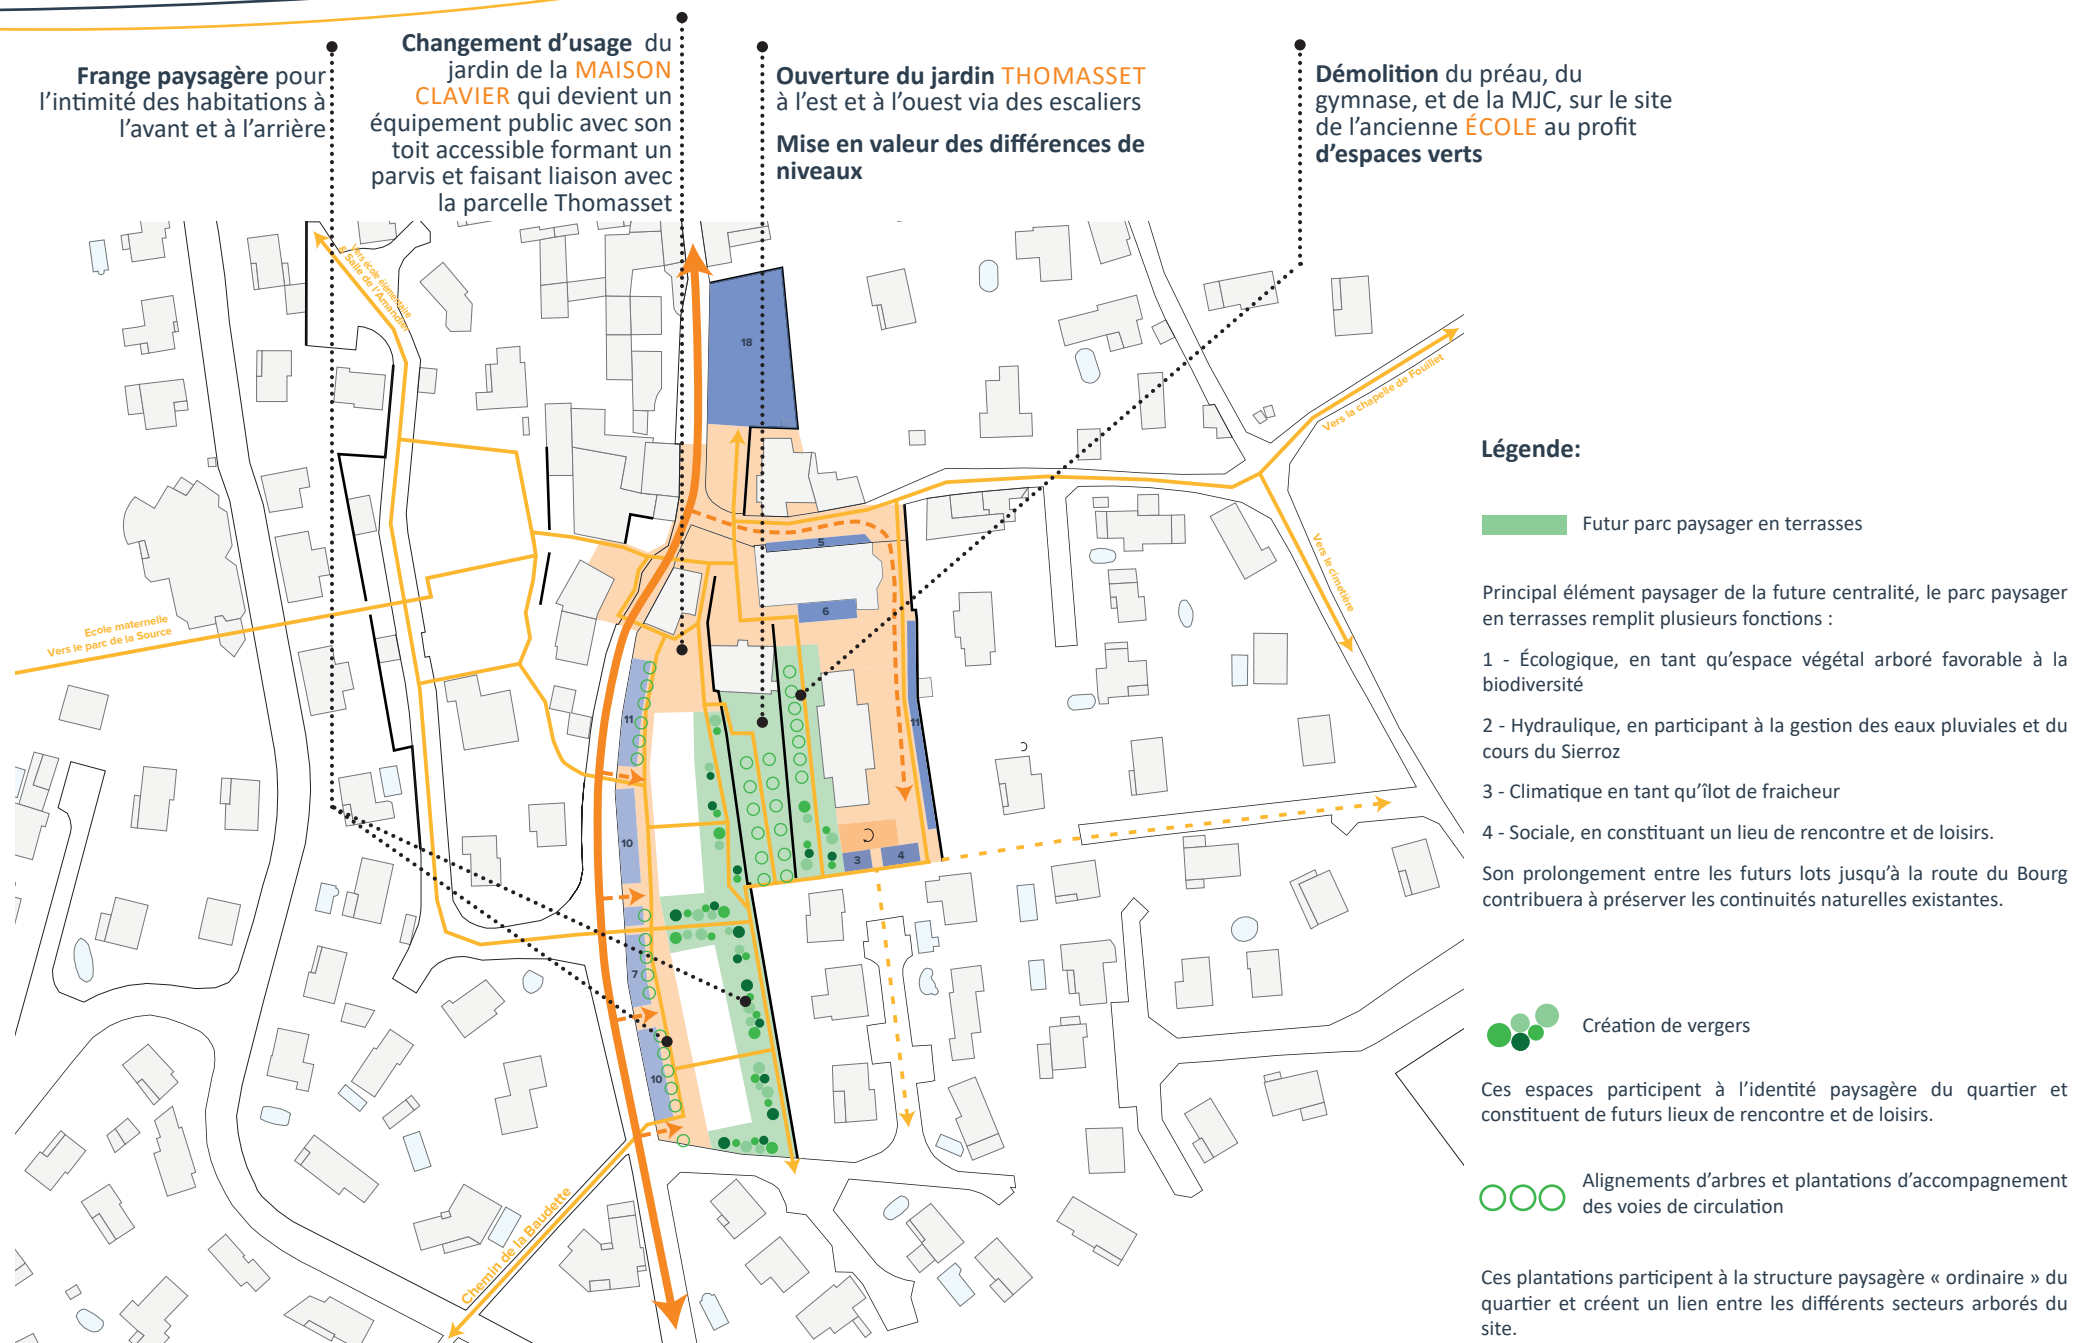 Frange paysagère pour
l'intimité des habitations à
l'avant et à l'arrière
Changement d'usage du
jardin de la MAISON
CLAVIER qui devient un
équipement public avec son
toit accessible formant un
parvis et faisant liaison avec
la parcelle Thomasset
Ouverture du jardin THOMASSET
à l'est et à l'ouest via des escaliers
Mise en valeur des différences de
niveaux
Démolition du préau, du
gymnase, et de la MJC, sur le site
de l'ancienne ÉCOLE au profit
d'espaces verts
Vers école élémentaire
Salle de l'Amandier
18
Vers la chapelle de Foulliet
Vers le cimetière
5
6
Ecole maternelle
Vers le parc de la Source
11
11
10
3
4
7
10
Chemin de la Baudette
Légende:
Futur parc paysager en terrasses
Principal élément paysager de la future centralité, le parc paysager
en terrasses remplit plusieurs fonctions :
1 - Écologique, en tant qu'espace végétal arboré favorable à la
biodiversité
2 - Hydraulique, en participant à la gestion des eaux pluviales et du
cours du Sierroz
3 - Climatique en tant qu'îlot de fraicheur
4 - Sociale, en constituant un lieu de rencontre et de loisirs.
Son prolongement entre les futurs lots jusqu'à la route du Bourg
contribuera à préserver les continuités naturelles existantes.
Création de vergers
Ces espaces participent à l'identité paysagère du quartier et
constituent de futurs lieux de rencontre et de loisirs.
Alignements d'arbres et plantations d'accompagnement
des voies de circulation
Ces plantations participent à la structure paysagère « ordinaire » du
quartier et créent un lien entre les différents secteurs arborés du
site.